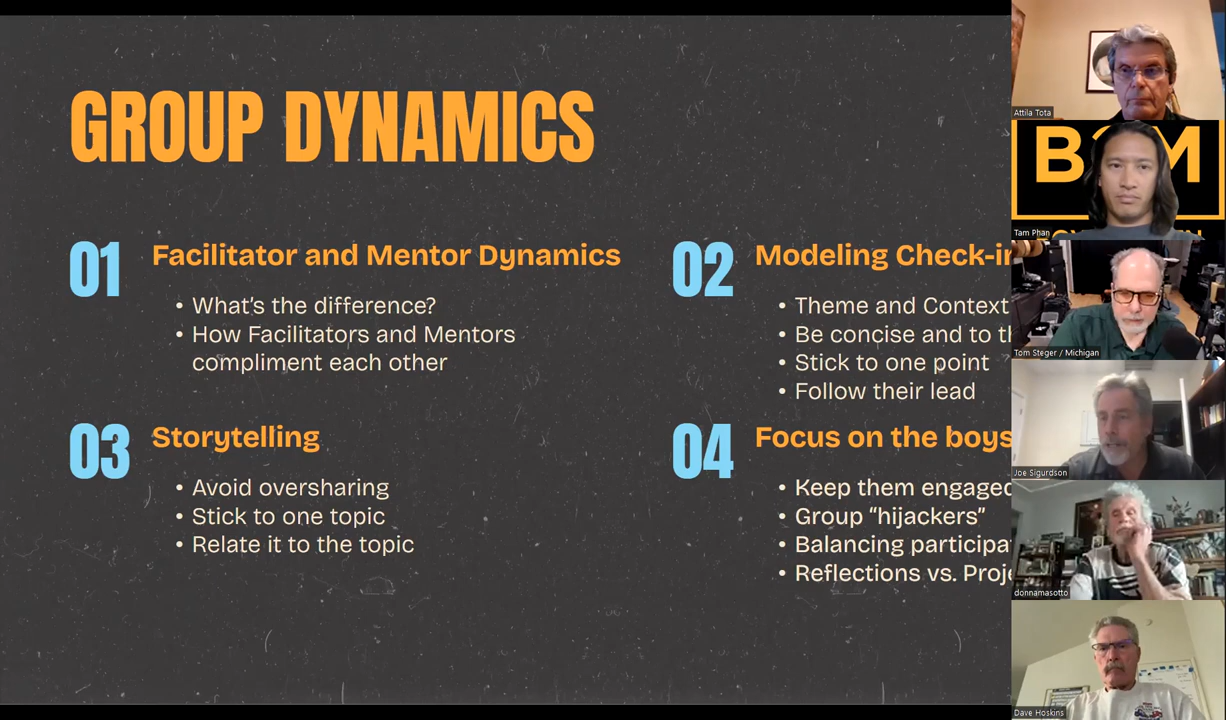 GROUP DYNAMICS
01
Facilitator and Mentor Dynamics
• What's the difference?
• How Facilitators and Mentors
compliment each other
02
Modeling Check-in
• Theme and Context
• Be concise and to th
• Stick to one point
• Follow their lead
03
Storytelling
• Avoid oversharing
• Stick to one topic
• Relate it to the topic
04
Focus on the boys
• Keep them engaged
• Group “hijackers”
• Balancing participa
• Reflections vs. Proje
Attila Tota
B M
Tam Phan
Tom Steger / Michigan
Joe Sigurdson
donnamasotto
Dave Hoskins